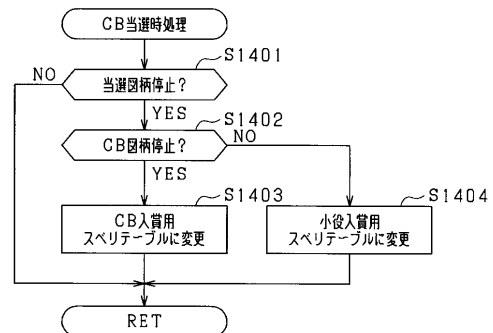 CB当選時処理
S1401
NO
当選図柄停止?
YES
S1402
CB図柄停止?
NO
YES
S1403
S1404
CB入賞用
スベリテーブルに変更
小役入賞用
スベリテーブルに変更
RET